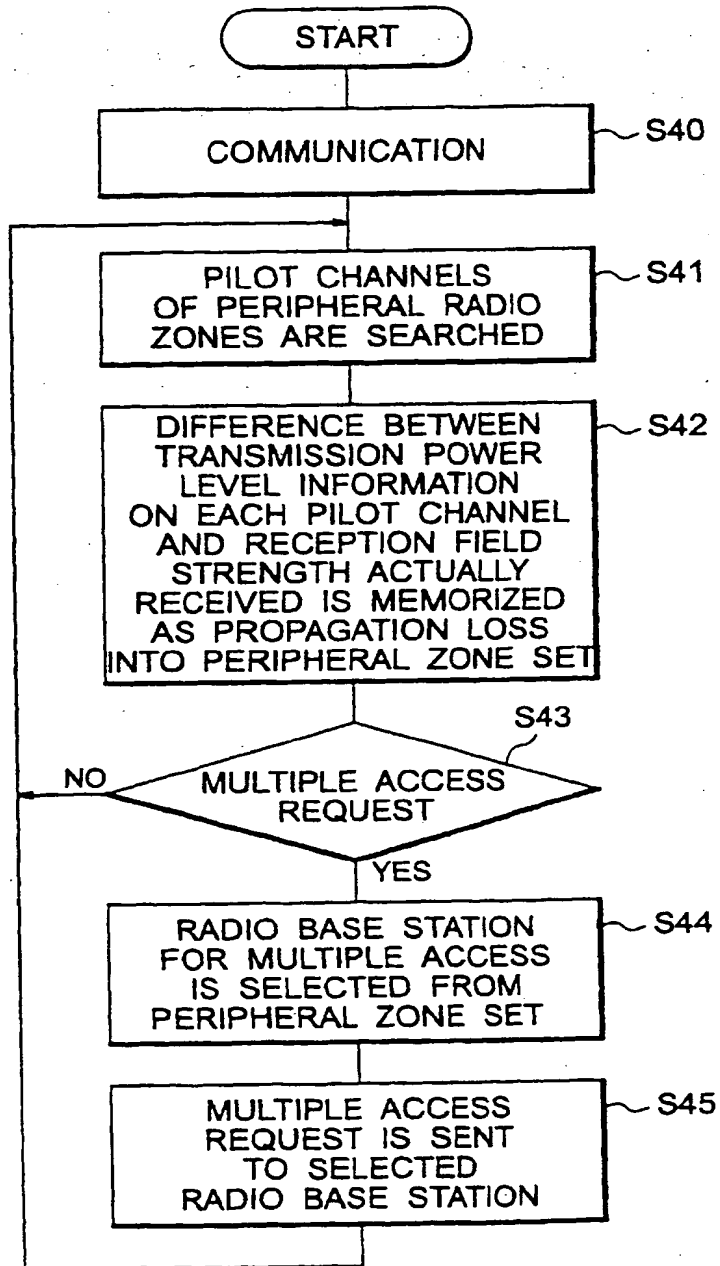 START
COMMUNICATION
S40
PILOT CHANNELS
OF PERIPHERAL RADIO
ZONES ARE SEARCHED
S41
DIFFERENCE BETWEEN
TRANSMISSION POWER
LEVEL INFORMATION
ON EACH PILOT CHANNEL
AND RECEPTION FIELD
STRENGTH ACTUALLY
RECEIVED IS MEMORIZED
AS PROPAGATION LOSS
INTO PERIPHERAL ZONE SET
S42
S43
NO
MULTIPLE ACCESS
REQUEST
YES
RADIO BASE STATION
FOR MULTIPLE ACCESS
IS SELECTED FROM
PERIPHERAL ZONE SET
S44
MULTIPLE ACCESS
REQUEST IS SENT
TO SELECTED
RADIO BASE STATION
S45